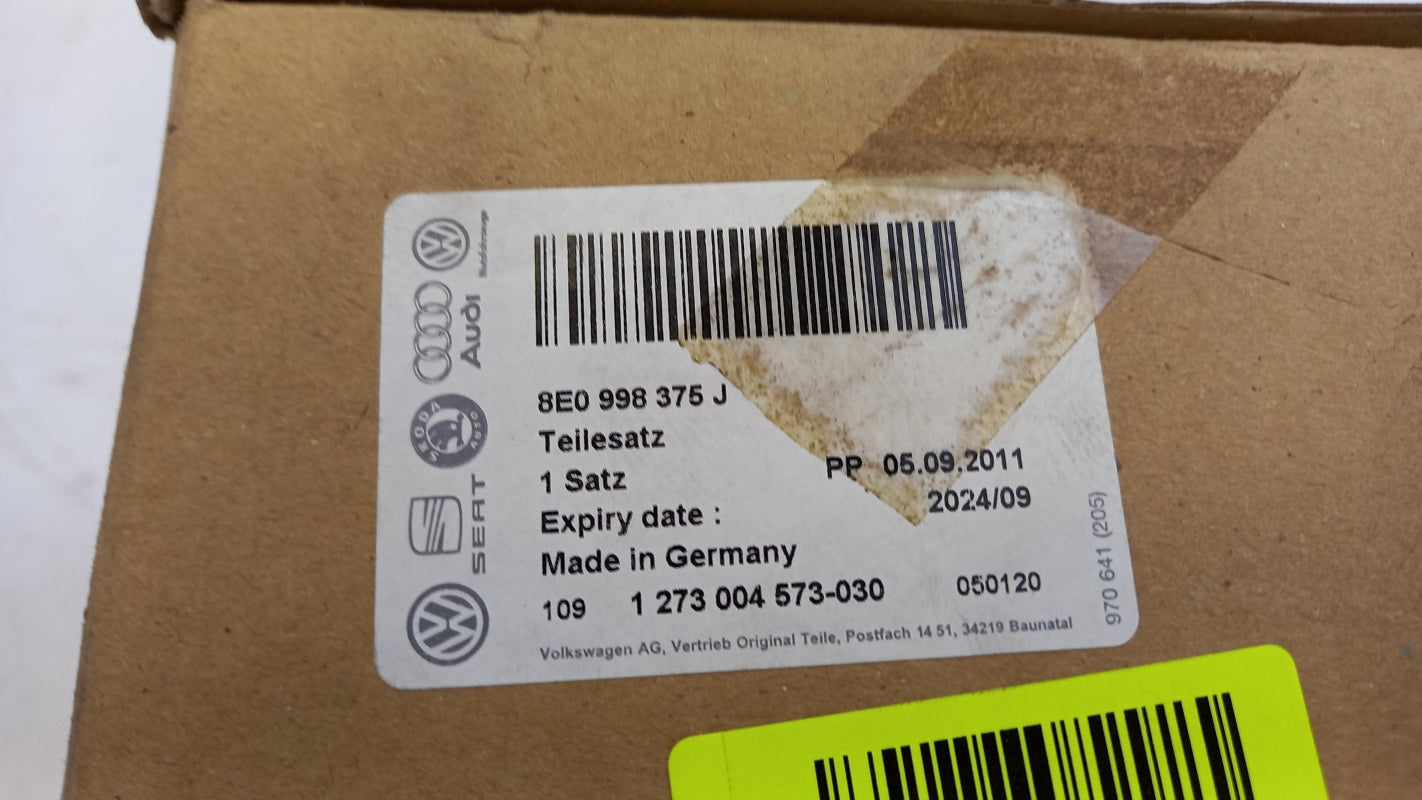 Audi
SKODA AUTO
SEAT
8E0 998 375 J
Teilesatz
1 Satz PP 05.09.2011
Expiry date : 2024/09
Made in Germany
109 1 273 004 573-030 050120
Volkswagen AG, Vertrieb Original Teile, Postfach 14 51, 34219 Baunatal
970 641 (205)